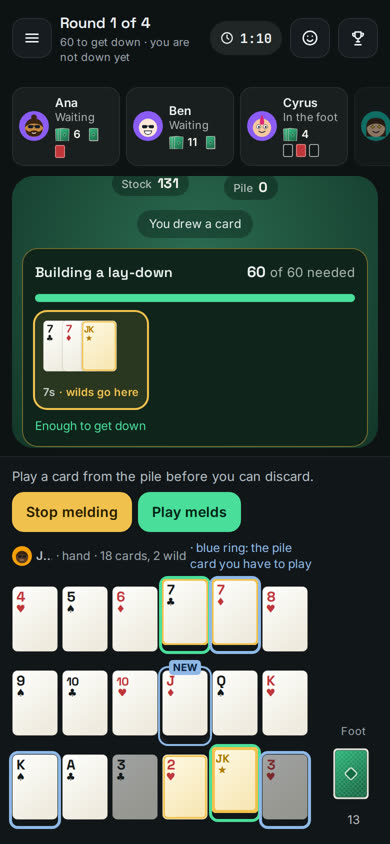 Round 1 of 4
60 to get down · you are
not down yet
1:10
Ana
Waiting
6
Ben
Waiting
11
Cyrus
In the foot
4
Stock 131
Pile 0
You drew a card
Building a lay-down
60 of 60 needed
7 7 JK
7s · wilds go here
Enough to get down
Play a card from the pile before you can discard.
Stop melding
Play melds
J.. · hand · 18 cards, 2 wild · blue ring: the pile
card you have to play
4 5 6 7 7 8
NEW
9 10 10 J Q K
Foot
K A 3 2 JK 3
13